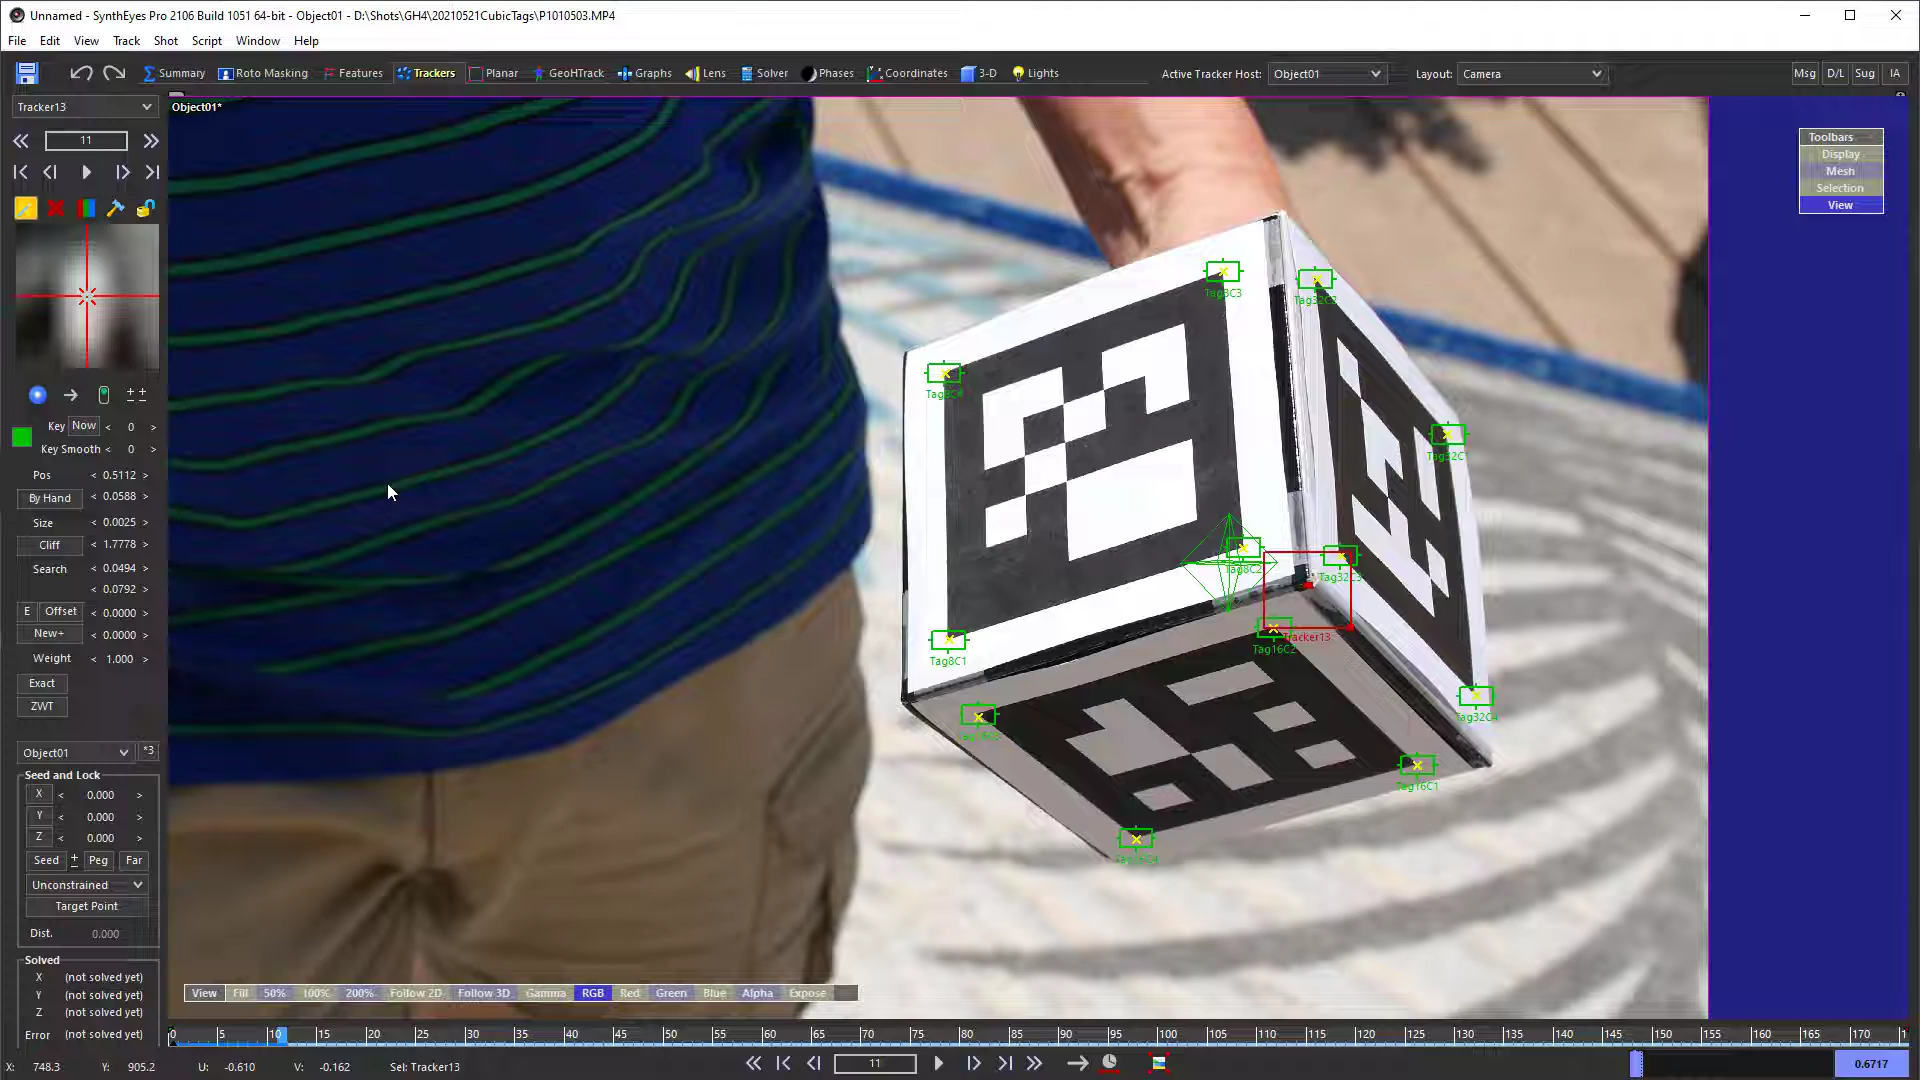 Unnamed - SynthEyes Pro 2106 Build 1051 64-bit - Object01 - D:\Shots\GH4\20210521CubicTags\P1010503.MP4
File Edit View Track Shot Script Window Help
Summary Roto Masking Features Trackers Planar GeoHTrack Graphs Lens Solver Phases Coordinates 3-D Lights Active Tracker Host: Object01 Layout: Camera Msg D/L Sug IA
Tracker13
Object01*
11
Toolbars
Display
Mesh
Selection
View
Key Now < 0 >
Key Smooth < 0 >
Pos < 0.5112 >
By Hand < 0.0588 >
Size < 0.0025 >
Cliff < 1.7778 >
Search < 0.0494 >
< 0.0792 >
E Offset < 0.0000 >
New+ < 0.0000 >
Weight < 1.000 >
Exact
ZWT
Object01 *3
Seed and Lock
X < 0.000 >
Y < 0.000 >
Z < 0.000 >
Seed + Peg Far
Unconstrained
Target Point
Dist. 0.000
Solved
X (not solved yet)
Y (not solved yet)
Z (not solved yet)
Error (not solved yet)
Tag8C3
Tag32C2
Tag32C1
Tag8C2
Tag32C3
Tracker13
Tag16C2
Tag8C1
Tag32C4
Tag16C1
Tag16C4
View Fill 50% 100% 200% Follow 2D Follow 3D Gamma RGB Red Green Blue Alpha Expose
0 5 10 15 20 25 30 35 40 45 50 55 60 65 70 75 80 85 90 95 100 105 110 115 120 125 130 135 140 145 150 155 160 165 170
X: 748.3 Y: 905.2 U: -0.610 V: -0.162 Sel: Tracker13
11
0.6717